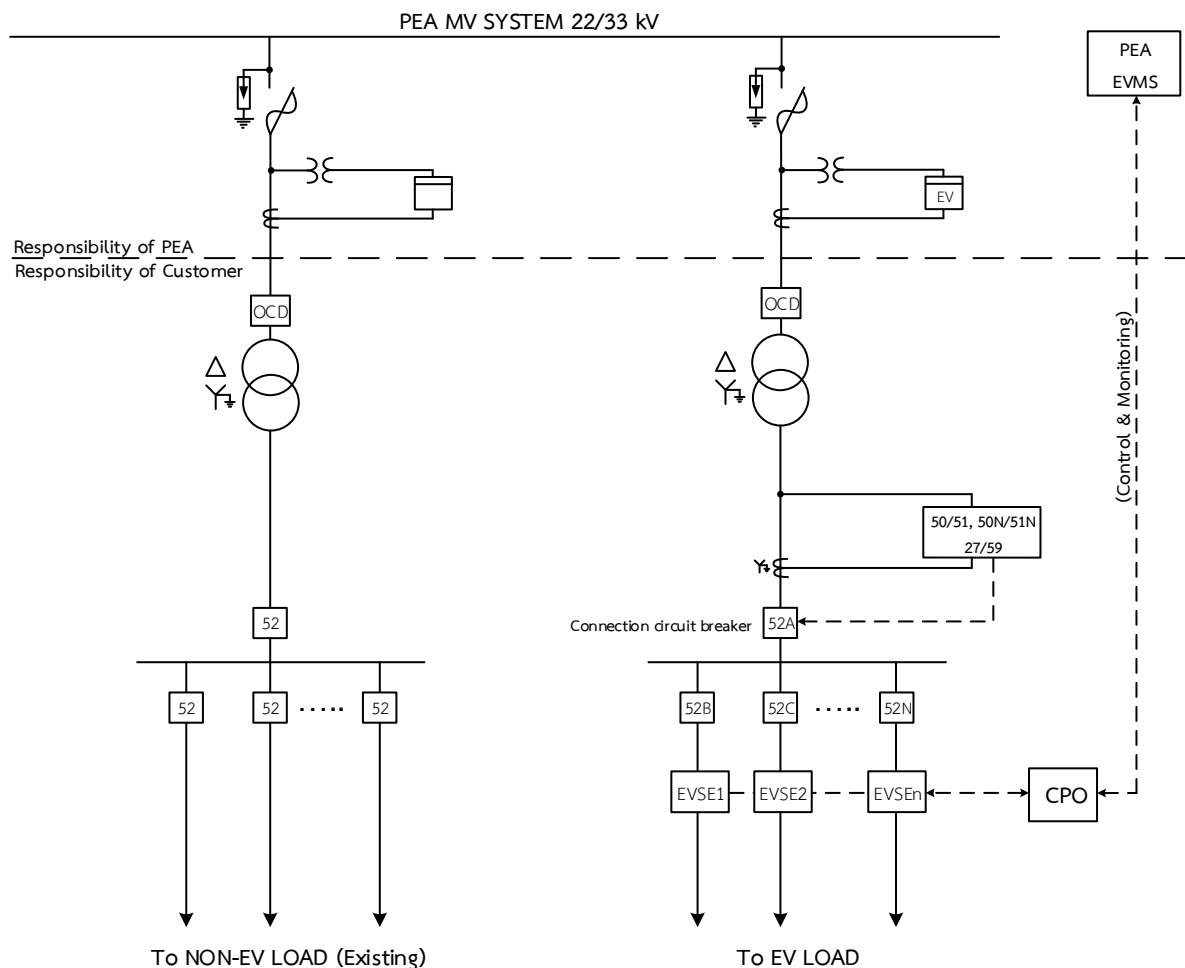 PEA MV SYSTEM 22/33 kV
PEA
EVMS
EV
Responsibility of PEA
Responsibility of Customer
OCD
OCD
(Control & Monitoring)
50/51, 50N/51N
27/59
52
Connection circuit breaker
52A
52
52
.....
52
52B
52C
.....
52N
EVSE1
EVSE2
EVSEn
CPO
To NON-EV LOAD (Existing)
To EV LOAD